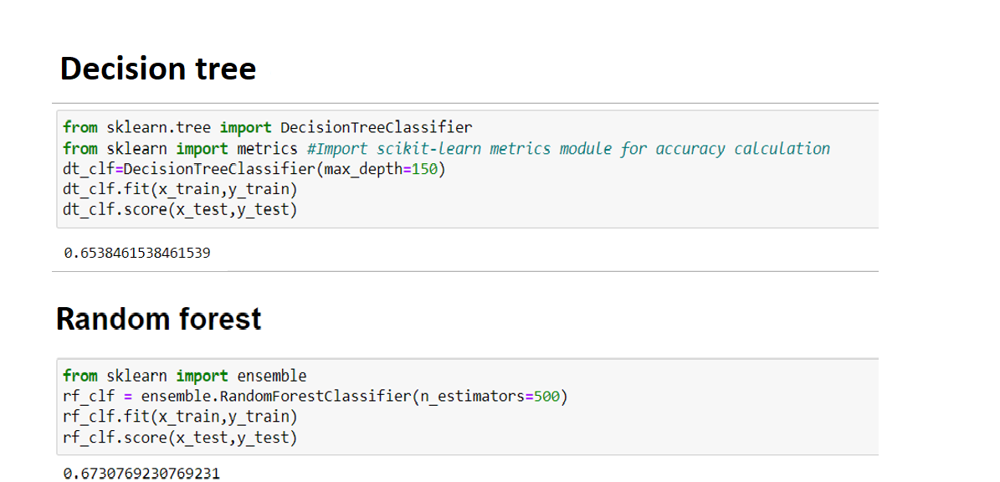 Decision tree
from sklearn.tree import DecisionTreeClassifier
from sklearn import metrics #Import scikit-learn metrics module for accuracy calculation
dt_clf=DecisionTreeClassifier(max_depth=150)
dt_clf.fit(x_train,y_train)
dt_clf.score(x_test,y_test)
0.6538461538461539
Random forest
from sklearn import ensemble
rf_clf = ensemble.RandomForestClassifier(n_estimators=500)
rf_clf.fit(x_train,y_train)
rf_clf.score(x_test,y_test)
0.6730769230769231